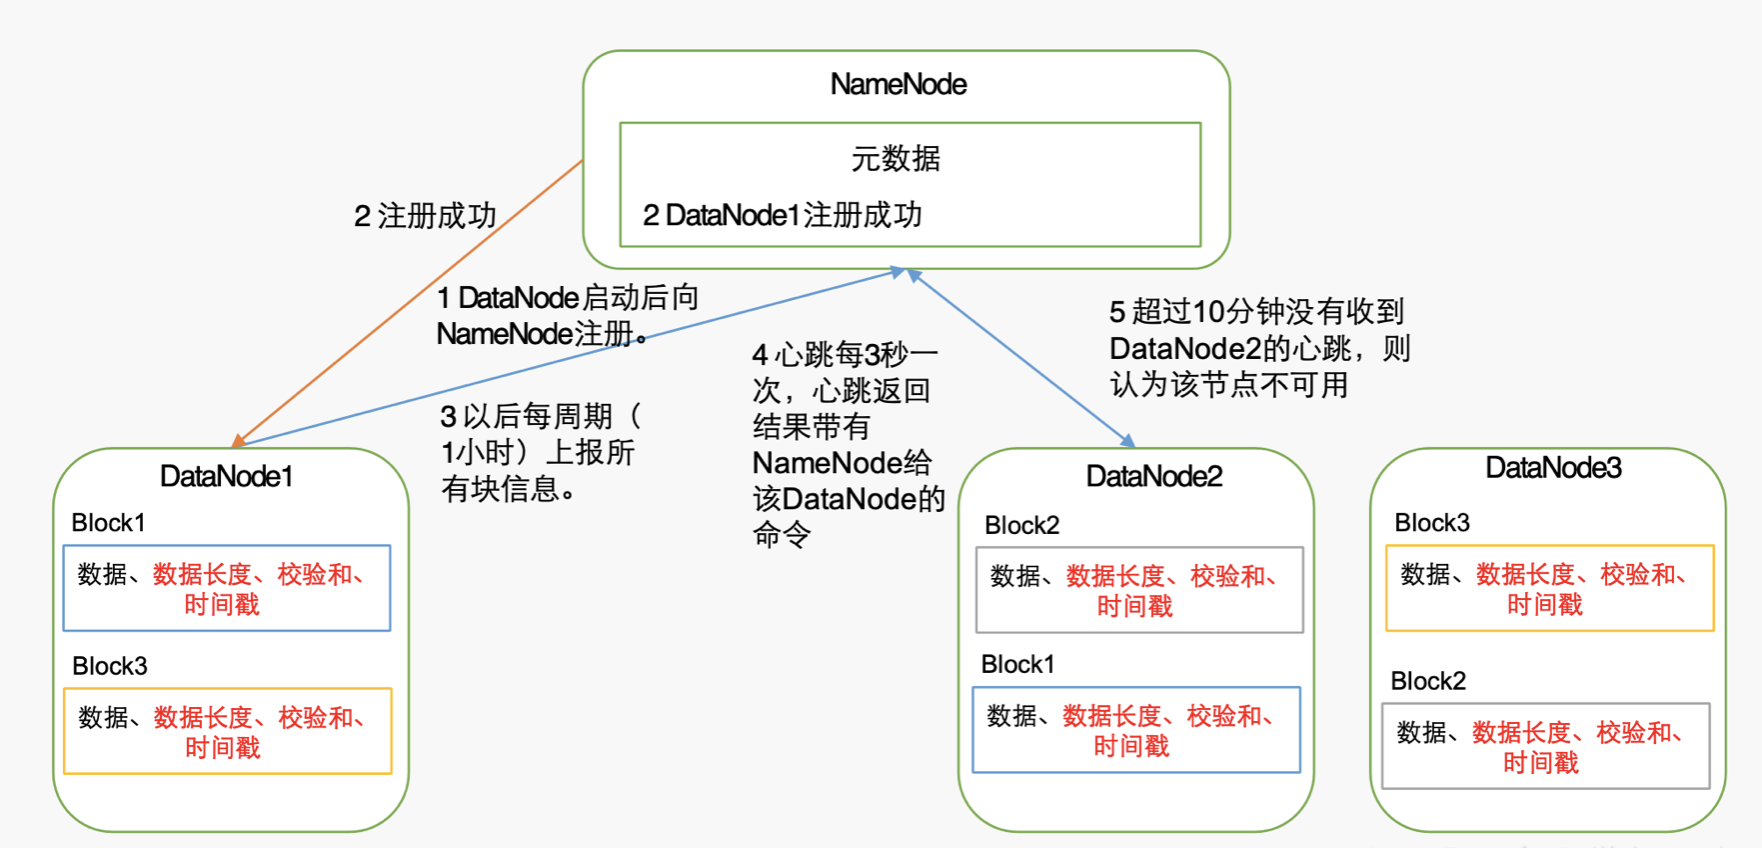 NameNode
元数据
2 DataNode1注册成功
2 注册成功
1 DataNode启动后向
NameNode注册。
3 以后每周期（
1小时）上报所
有块信息。
4 心跳每3秒一
次，心跳返回
结果带有
NameNode给
该DataNode的
命令
5 超过10分钟没有收到
DataNode2的心跳，则
认为该节点不可用
DataNode1
Block1
数据、数据长度、校验和、
时间戳
Block3
数据、数据长度、校验和、
时间戳
DataNode2
Block2
数据、数据长度、校验和、
时间戳
Block1
数据、数据长度、校验和、
时间戳
DataNode3
Block3
数据、数据长度、校验和、
时间戳
Block2
数据、数据长度、校验和、
时间戳